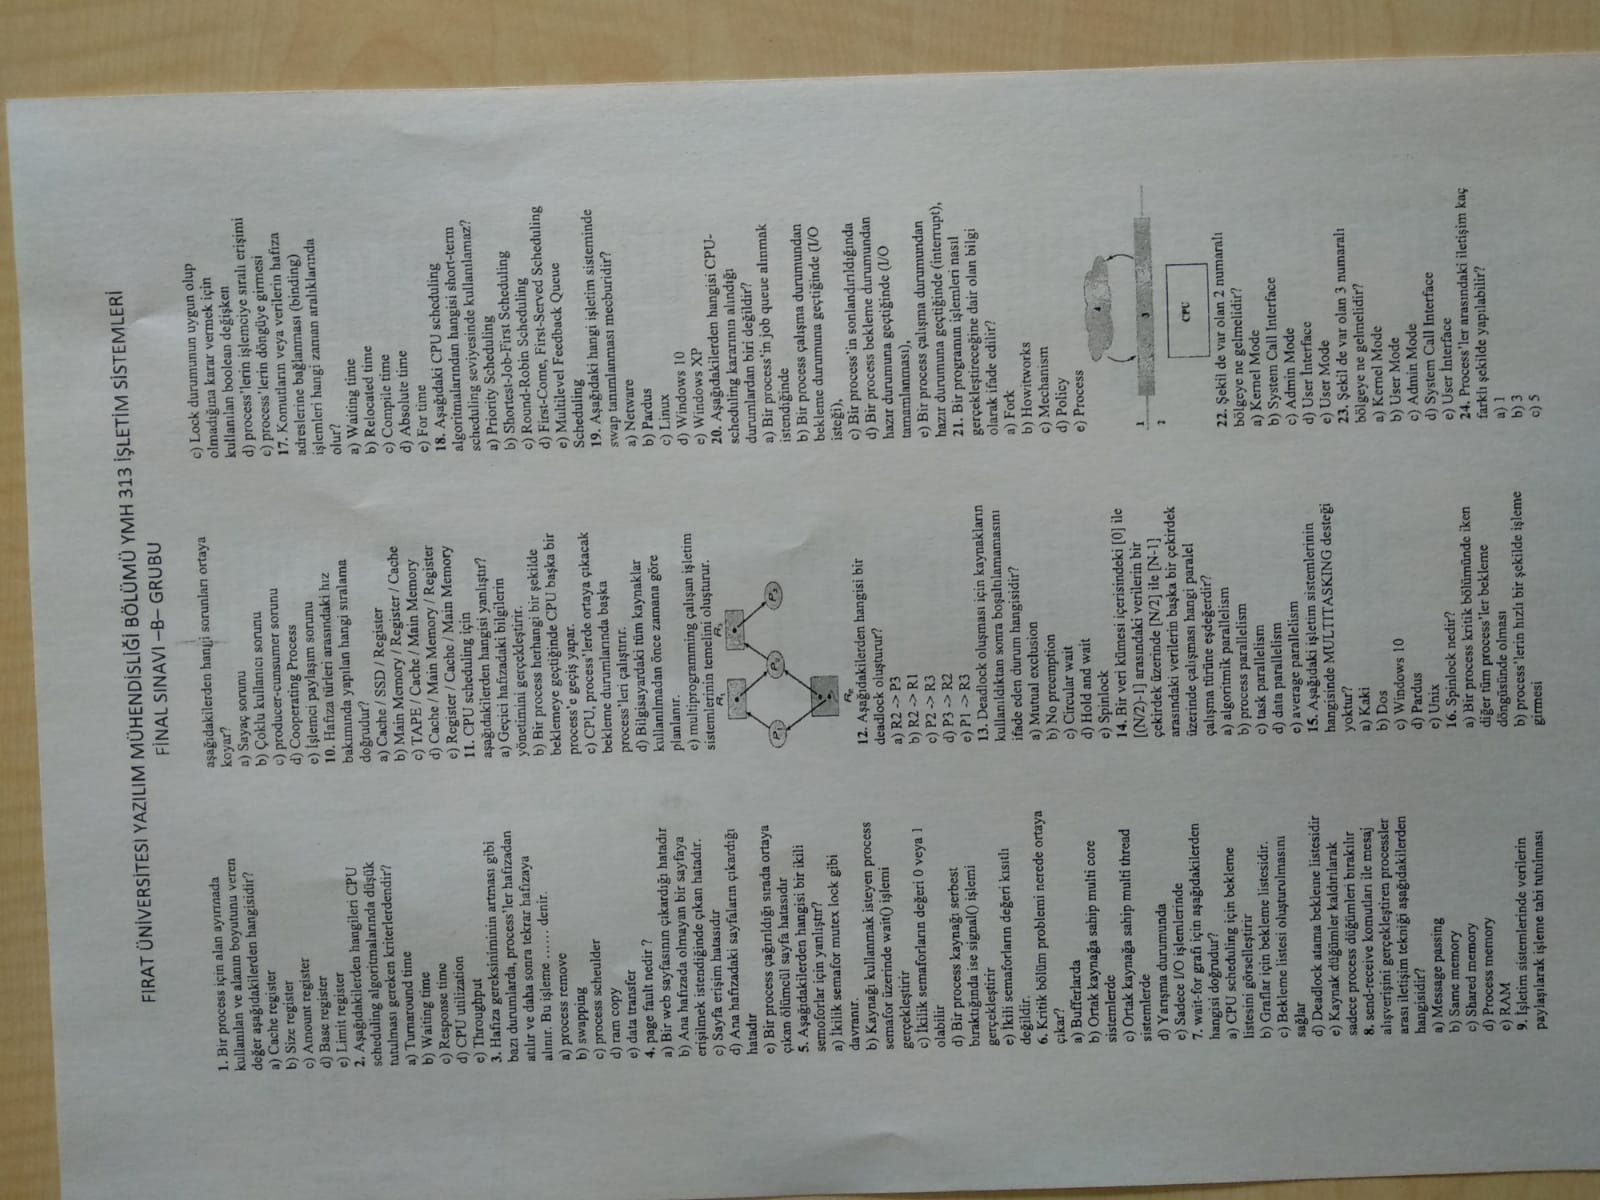 FIRAT ÜNİVERSİTESİ YAZILIM MÜHENDİSLİĞİ BÖLÜMÜ YMH 313 İŞLETİM SİSTEMLERİ
FİNAL SINAVI –B– GRUBU
1. Bir process için alan ayırmada
kullanılan ve alanın boyutunu veren
değer aşağıdakilerden hangisidir?
a) Cache register
b) Size register
c) Amount register
d) Base register
e) Limit register
2. Aşağıdakilerden hangileri CPU
scheduling algoritmalarında düşük
tutulması gereken kriterlerdendir?
a) Turnaround time
b) Waiting time
c) Response time
d) CPU utilization
e) Throughput
3. Hafıza gereksiniminin artması gibi
bazı durumlarda, process'ler hafızadan
atılır ve daha sonra tekrar hafızaya
alınır. Bu işleme ...... denir.
a) process remove
b) swapping
c) process scheulder
d) ram copy
e) data transfer
4. page fault nedir ?
a) Bir web sayfasının çıkardığı hatadır
b) Ana hafızada olmayan bir sayfaya
erişilmek istendiğinde çıkan hatadır.
c) Sayfa erişim hatasıdır
d) Ana hafızadaki sayfaların çıkardığı
hatadır
e) Bir process çağırıldığı sırada ortaya
çıkan ölümcül sayfa hatasıdır
5. Aşağıdakilerden hangisi bir ikili
semoforlar için yanlıştır?
a) İkilik semafor mutex lock gibi
davranır.
b) Kaynağı kullanmak isteyen process
semafor üzerinde wait() işlemi
gerçekleştirir
c) İkilik semaforların değeri 0 veya 1
olabilir
d) Bir process kaynağı serbest
bıraktığında ise signal() işlemi
gerçekleştirir
e) İkili semaforların değeri kısıtlı
değildir.
6. Kritik bölüm problemi nerede ortaya
çıkar?
a) Bufferlarda
b) Ortak kaynağa sahip multi core
sistemlerde
c) Ortak kaynağa sahip multi thread
sistemlerde
d) Yarışma durumunda
e) Sadece I/O işlemlerinde
7. wait-for grafı için aşağıdakilerden
hangisi doğrudur?
a) CPU scheduling için bekleme
listesini görselleştirir
b) Graflar için bekleme listesidir.
c) Bekleme listesi oluşturulmasını
sağlar
d) Deadlock atama bekleme listesidir
e) Kaynak düğümler kaldırılarak
sadece process düğümleri bırakılır
8. send-receive komutları ile mesaj
alışverişini gerçekleştiren processler
arası iletişim tekniği aşağıdakilerden
hangisidir?
a) Message passing
b) Same memory
c) Shared memory
d) Process memory
e) RAM
9. İşletim sistemlerinde verilerin
paylaşılarak işleme tabi tutulması
aşağıdakilerden hangi sorunları ortaya
koyar?
a) Sayaç sorunu
b) Çoklu kullanıcı sorunu
c) producer-cunsumer sorunu
d) Cooperating Process
e) İşlemci paylaşım sorunu
10. Hafıza türleri arasındaki hız
bakımında yapılan hangi sıralama
doğrudur?
a) Cache / SSD / Register
b) Main Memory / Register / Cache
c) TAPE / Cache / Main Memory
d) Cache / Main Memory / Register
e) Register / Cache / Main Memory
11. CPU scheduling için
aşağıdakilerden hangisi yanlıştır?
a) Geçici hafızadaki bilgilerin
yönetimini gerçekleştirir.
b) Bir process herhangi bir şekilde
beklemeye geçtiğinde CPU başka bir
process'e geçiş yapar.
c) CPU, process'lerde ortaya çıkacak
bekleme durumlarında başka
process'leri çalıştırır.
d) Bilgisayardaki tüm kaynaklar
kullanılmadan önce zamana göre
planlanır.
e) multiprogramming çalışan işletim
sistemlerinin temelini oluşturur.
R₁ R₃
P₁ P₂ P₃
R₂
12. Aşağıdakilerden hangisi bir
deadlock oluşturur?
a) R2 -> P3
b) R2 -> R1
c) P2 -> R3
d) P3 -> R2
e) P1 -> R3
13. Deadlock oluşması için kaynakların
kullanıldıktan sonra boşaltılamamasını
ifade eden durum hangisidir?
a) Mutual exclusion
b) No preemption
c) Circular wait
d) Hold and wait
e) Spinlock
14. Bir veri kümesi içerisindeki [0] ile
[(N/2)-1] arasındaki verilerin bir
çekirdek üzerinde [N/2] ile [N-1]
arasındaki verilerin başka bir çekirdek
üzerinde çalışması hangi paralel
çalışma türüne eşdeğerdir?
a) algoritmik parallelism
b) process parallelism
c) task parallelism
d) data parallelism
e) average parallelism
15. Aşağıdaki işletim sistemlerinin
hangisinde MULTITASKING desteği
yoktur?
a) Kaki
b) Dos
c) Windows 10
d) Pardus
e) Unix
16. Spinlock nedir?
a) Bir process kritik bölümünde iken
diğer tüm process'ler bekleme
döngüsünde olması
b) process'lerin hızlı bir şekilde işleme
girmesi
c) Lock durumunun uygun olup
olmadığına karar vermek için
kullanılan boolean değişken
d) process'lerin işlemciye sıralı erişimi
e) process'lerin döngüye girmesi
17. Komutların veya verilerin hafıza
adreslerine bağlanması (binding)
işlemleri hangi zaman aralıklarında
olur?
a) Waiting time
b) Relocated time
c) Compile time
d) Absolute time
e) For time
18. Aşağıdaki CPU scheduling
algoritmalarından hangisi short-term
scheduling seviyesinde kullanılamaz?
a) Priority Scheduling
b) Shortest-Job-First Scheduling
c) Round-Robin Scheduling
d) First-Come, First-Served Scheduling
e) Multilevel Feedback Queue
Scheduling
19. Aşağıdaki hangi işletim sisteminde
swap tanımlanması mecburidir?
a) Netware
b) Pardus
c) Linux
d) Windows 10
e) Windows XP
20. Aşağıdakilerden hangisi CPU-
scheduling kararının alındığı
durumlardan biri değildir?
a) Bir process'in job queue alınmak
istendiğinde
b) Bir process çalışma durumundan
bekleme durumuna geçtiğinde (I/O
isteği),
c) Bir process'in sonlandırıldığında
d) Bir process bekleme durumundan
hazır durumuna geçtiğinde (I/O
tamamlanması),
e) Bir process çalışma durumundan
hazır durumuna geçtiğinde (interrupt),
21. Bir programın işlemleri nasıl
gerçekleştireceğine dair olan bilgi
olarak ifade edilir?
a) Fork
b) Howitworks
c) Mechanism
d) Policy
e) Process
4
1
3
2
CPU
22. Şekil de var olan 2 numaralı
bölgeye ne gelmelidir?
a) Kernel Mode
b) System Call Interface
c) Admin Mode
d) User İnterface
e) User Mode
23. Şekil de var olan 3 numaralı
bölgeye ne gelmelidir?
a) Kernel Mode
b) User Mode
c) Admin Mode
d) System Call Interface
e) User İnterface
24. Process'ler arasındaki iletişim kaç
farklı şekilde yapılabilir?
a) 1
b) 3
c) 5